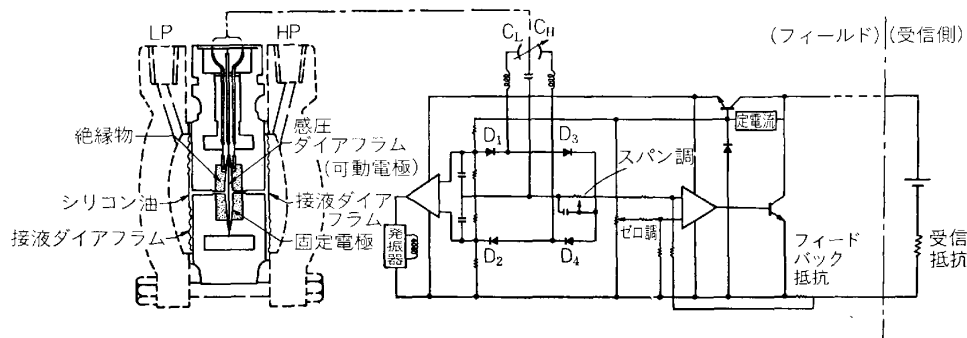 LP
HP
絶縁物
感圧
ダイアフラム
(可動電極)
シリコン油
接液ダイア
フラム
接液ダイアフラム
固定電極
CL
CH
(フィールド)
(受信側)
定電流
D1
D3
スパン調
ゼロ調
発振器
D2
D4
フィード
バック
抵抗
受信
抵抗